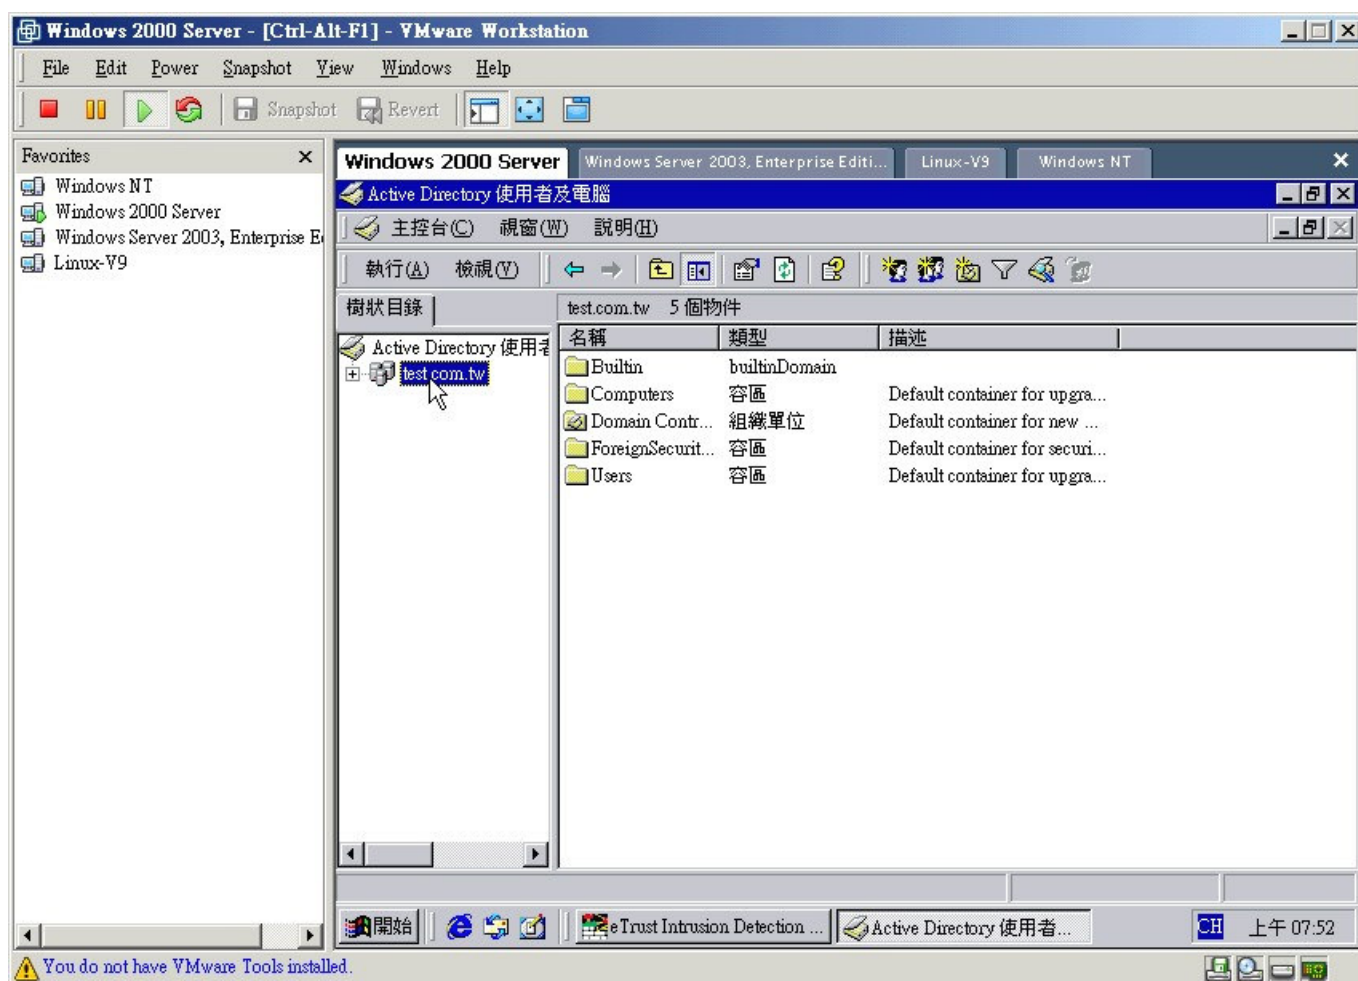 Windows 2000 Server - [Ctrl-Alt-F1] - VMware Workstation
File Edit Power Snapshot View Windows Help
Snapshot Revert
Favorites
Windows NT
Windows 2000 Server
Windows Server 2003, Enterprise E
Linux-V9
Windows 2000 Server Windows Server 2003, Enterprise Editi... Linux-V9 Windows NT
Active Directory 使用者及電腦
主控台(C) 視窗(W) 說明(H)
執行(A) 檢視(V)
樹狀目錄
Active Directory 使用者
test.com.tw
test.com.tw 5 個物件
名稱 類型 描述
Builtin builtinDomain
Computers 容區 Default container for upgra...
Domain Contr... 組織單位 Default container for new ...
ForeignSecurit... 容區 Default container for securi...
Users 容區 Default container for upgra...
開始 eTrust Intrusion Detection ... Active Directory 使用者... CH 上午 07:52
You do not have VMware Tools installed.